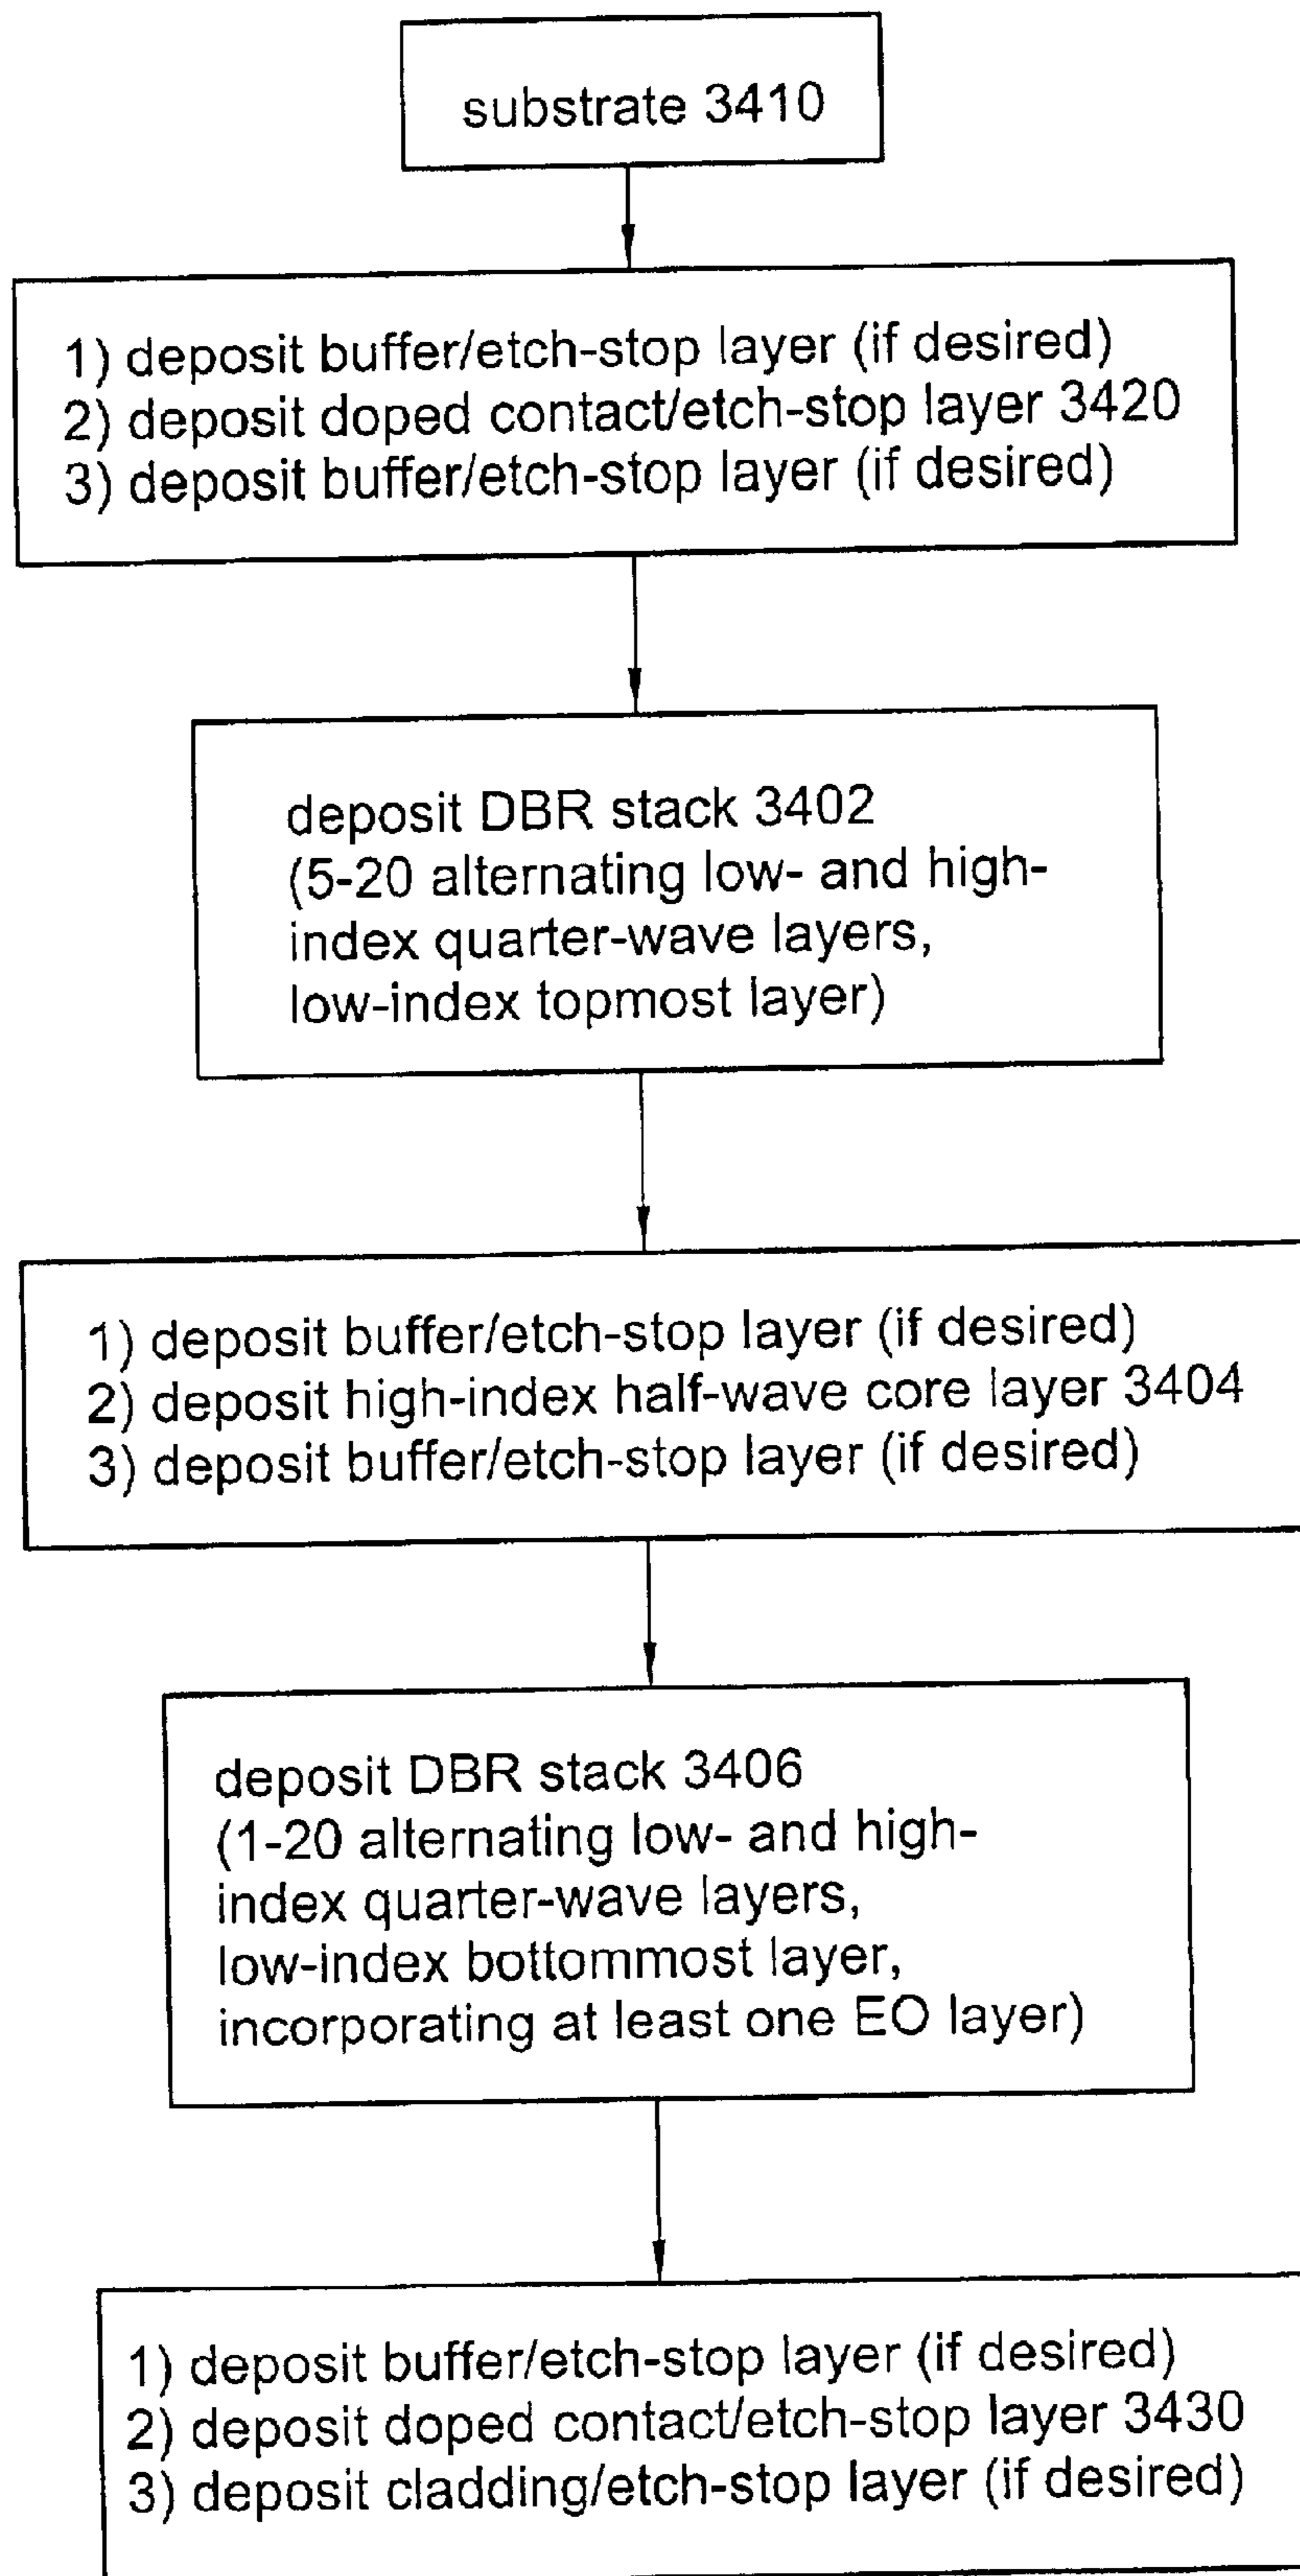 substrate 3410
1) deposit buffer/etch-stop layer (if desired)
2) deposit doped contact/etch-stop layer 3420
3) deposit buffer/etch-stop layer (if desired)
deposit DBR stack 3402
(5-20 alternating low- and high-
index quarter-wave layers,
low-index topmost layer)
1) deposit buffer/etch-stop layer (if desired)
2) deposit high-index half-wave core layer 3404
3) deposit buffer/etch-stop layer (if desired)
deposit DBR stack 3406
(1-20 alternating low- and high-
index quarter-wave layers,
low-index bottommost layer,
incorporating at least one EO layer)
1) deposit buffer/etch-stop layer (if desired)
2) deposit doped contact/etch-stop layer 3430
3) deposit cladding/etch-stop layer (if desired)